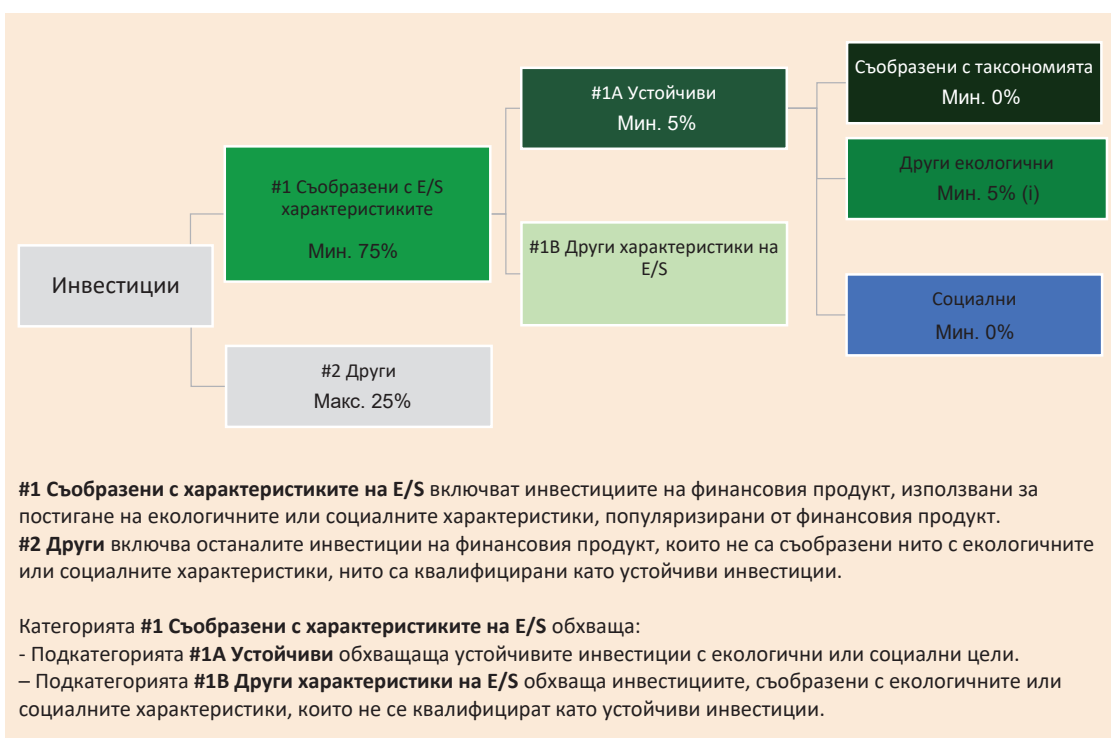 Инвестиции
#1 Съобразени с E/S
характеристиките
Мин. 75%
#2 Други
Макс. 25%
#1A Устойчиви
Мин. 5%
#1B Други характеристики на
E/S
Съобразени с таксономията
Мин. 0%
Други екологични
Мин. 5% (i)
Социални
Мин. 0%
#1 Съобразени с характеристиките на E/S включват инвестициите на финансовия продукт, използвани за
постигане на екологичните или социалните характеристики, популяризирани от финансовия продукт.
#2 Други включва останалите инвестиции на финансовия продукт, които не са съобразени нито с екологичните
или социалните характеристики, нито са квалифицирани като устойчиви инвестиции.
Категорията #1 Съобразени с характеристиките на E/S обхваща:
- Подкатегорията #1A Устойчиви обхващаща устойчивите инвестиции с екологични или социални цели.
– Подкатегорията #1B Други характеристики на E/S обхваща инвестициите, съобразени с екологичните или
социалните характеристики, които не се квалифицират като устойчиви инвестиции.